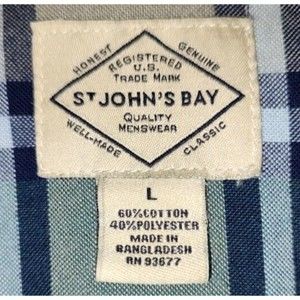 HONEST
GENUINE
REGISTERED
U.S.
TRADE MARK
ST JOHN'S BAY
QUALITY
MENSWEAR
WELL-MADE
CLASSIC
L
60%COTTON
40%POLYESTER
MADE IN
BANGLADESH
RN 93677